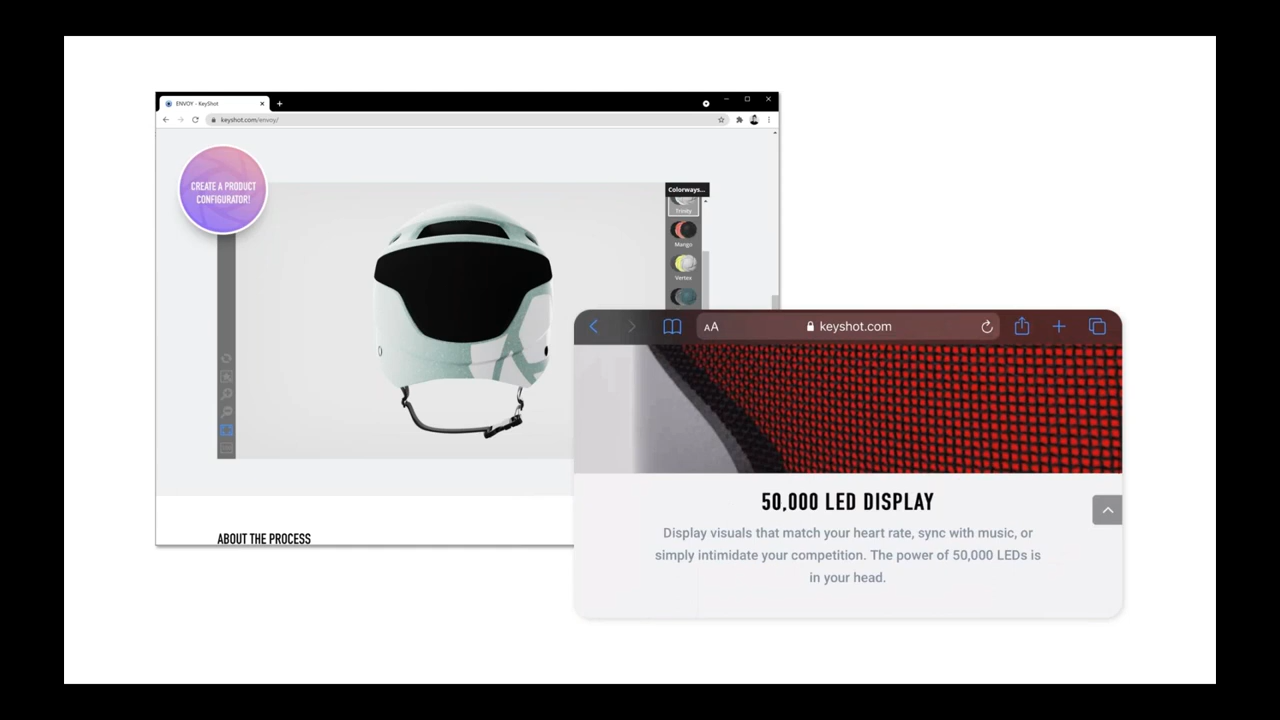 ENVOY - KeyShot
keyshot.com/envoy/
CREATE A PRODUCT
CONFIGURATOR!
Colorways...
Trinity
Mango
Vertex
ABOUT THE PROCESS
AA
keyshot.com
50,000 LED DISPLAY
Display visuals that match your heart rate, sync with music, or
simply intimidate your competition. The power of 50,000 LEDs is
in your head.